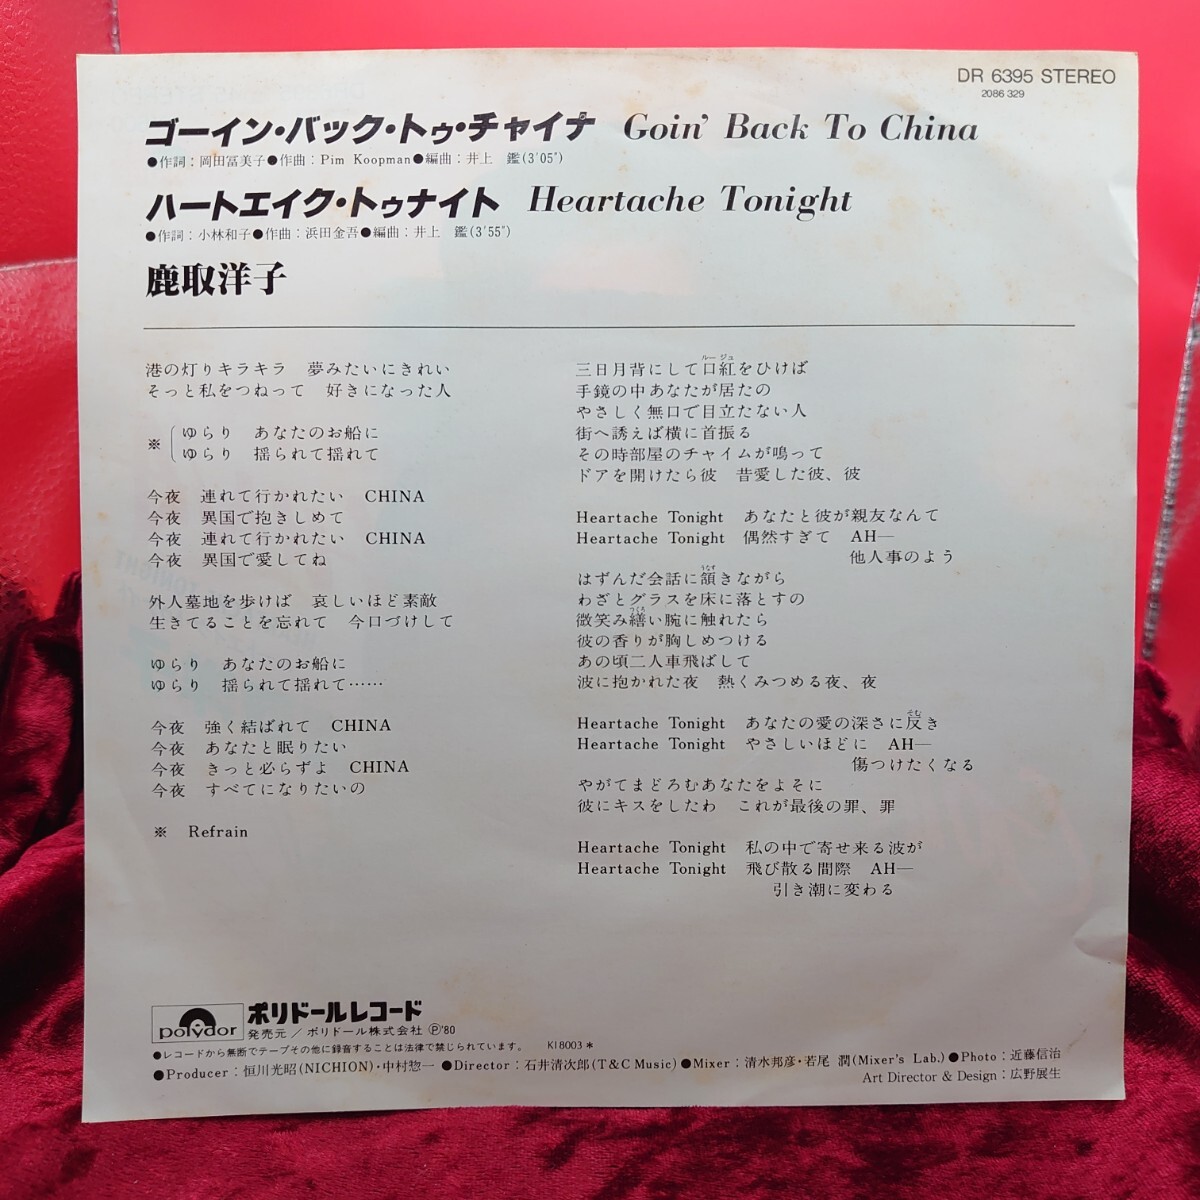 DR 6395 STEREO
2086 329
ゴーイン・バック・トゥ・チャイナ Goin' Back To China
●作詞：岡田冨美子●作曲：Pim Koopman●編曲：井上 鑑(3'05")
ハートエイク・トゥナイト Heartache Tonight
●作詞：小林和子●作曲：浜田金吾●編曲：井上 鑑(3'55")
鹿取洋子
港の灯りキラキラ 夢みたいにきれい
そっと私をつねって 好きになった人
※ ゆらり あなたのお船に
ゆらり 揺られて揺れて
今夜 連れて行かれたい CHINA
今夜 異国で抱きしめて
今夜 連れて行かれたい CHINA
今夜 異国で愛してね
外人墓地を歩けば 哀しいほど素敵
生きてることを忘れて 今口づけして
ゆらり あなたのお船に
ゆらり 揺られて揺れて……
今夜 強く結ばれて CHINA
今夜 あなたと眠りたい
今夜 きっと必らずよ CHINA
今夜 すべてになりたいの
※ Refrain
ルージュ
三日月背にして口紅をひけば
手鏡の中あなたが居たの
やさしく無口で目立たない人
街へ誘えば横に首振る
その時部屋のチャイムが鳴って
ドアを開けたら彼 昔愛した彼、彼
Heartache Tonight あなたと彼が親友なんて
Heartache Tonight 偶然すぎて AH—
他人事のよう
うなず
はずんだ会話に頷きながら
わざとグラスを床に落とすの
つくろ
微笑み繕い腕に触れたら
彼の香りが胸しめつける
あの頃二人車飛ばして
波に抱かれた夜 熱くみつめる夜、夜
そむ
Heartache Tonight あなたの愛の深さに反き
Heartache Tonight やさしいほどに AH—
傷つけたくなる
やがてまどろむあなたをよそに
彼にキスをしたわ これが最後の罪、罪
Heartache Tonight 私の中で寄せ来る波が
Heartache Tonight 飛び散る間際 AH—
引き潮に変わる
polydor ポリドールレコード
発売元／ポリドール株式会社 Ⓟ'80
●レコードから無断でテープその他に録音することは法律で禁じられています。 KI8003＊
●Producer：恒川光昭(NICHION)・中村惣一 ●Director：石井清次郎(T&C Music)●Mixer：清水邦彦・若尾 潤(Mixer's Lab.)●Photo：近藤信治
Art Director & Design：広野展生